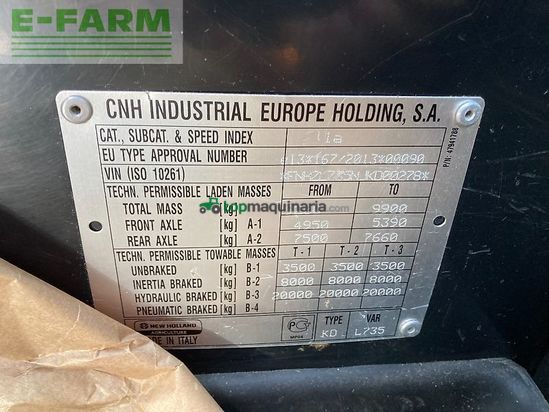 E-FARM
CNH INDUSTRIAL EUROPE HOLDING, S.A.
CAT., SUBCAT. & SPEED INDEX
EU TYPE APPROVAL NUMBER e13*167/2013*00090
VIN (ISO 10261)
TECHN. PERMISSIBLE LADEN MASSES FROM TO
TOTAL MASS [kg] 9900
FRONT AXLE [kg] A-1 4950 5390
REAR AXLE [kg] A-2 7500 7660
TECHN. PERMISSIBLE TOWABLE MASSES T-1 T-2 T-3
UNBRAKED [kg] B-1 3500 3500 3500
INERTIA BRAKED [kg] B-2 8000 8000 8000
HYDRAULIC BRAKED [kg] B-3 20000 20000 20000
PNEUMATIC BRAKED [kg] B-4
NEW HOLLAND
AGRICULTURE
MADE IN ITALY
TYPE VAR
KD L735
P/N: 47941788
topmaquinaria.com